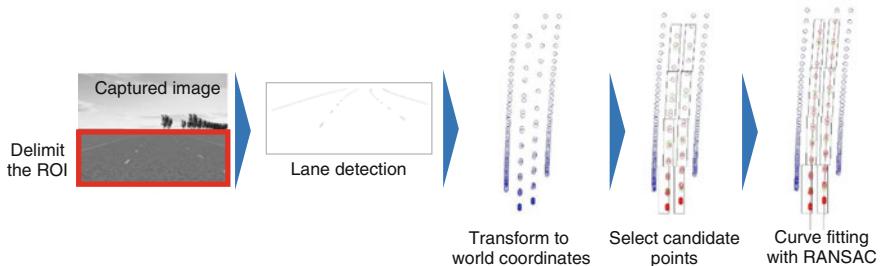 Captured image
Delimit
the ROI
Lane detection
Transform to
world coordinates
Select candidate
points
Curve fitting
with RANSAC